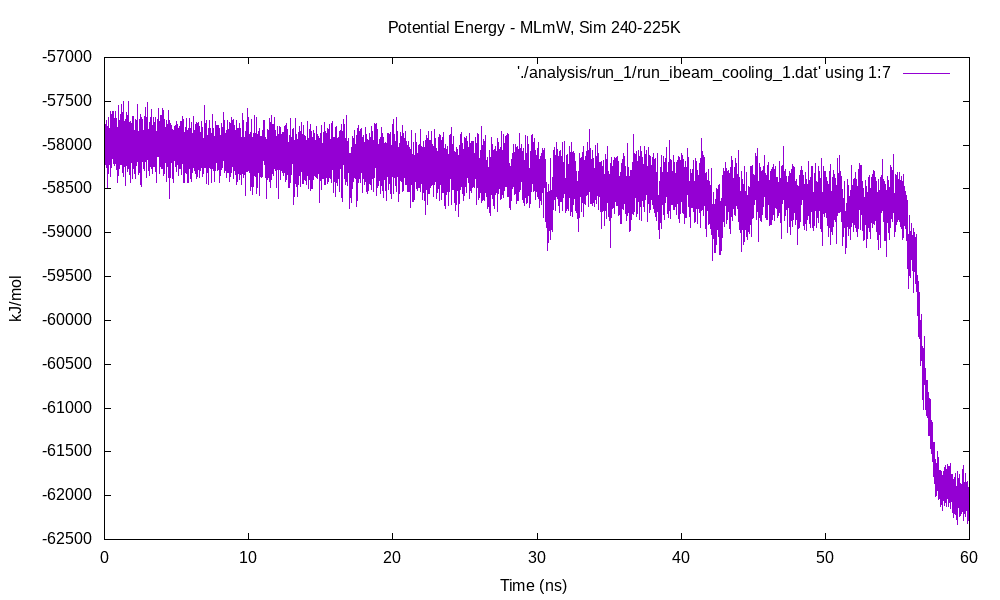 Potential Energy - MLmW, Sim 240-225K
'./analysis/run_1/run_ibeam_cooling_1.dat' using 1:7
-57000
-57500
-58000
-58500
-59000
-59500
-60000
-60500
-61000
-61500
-62000
-62500
kJ/mol
0 10 20 30 40 50 60
Time (ns)